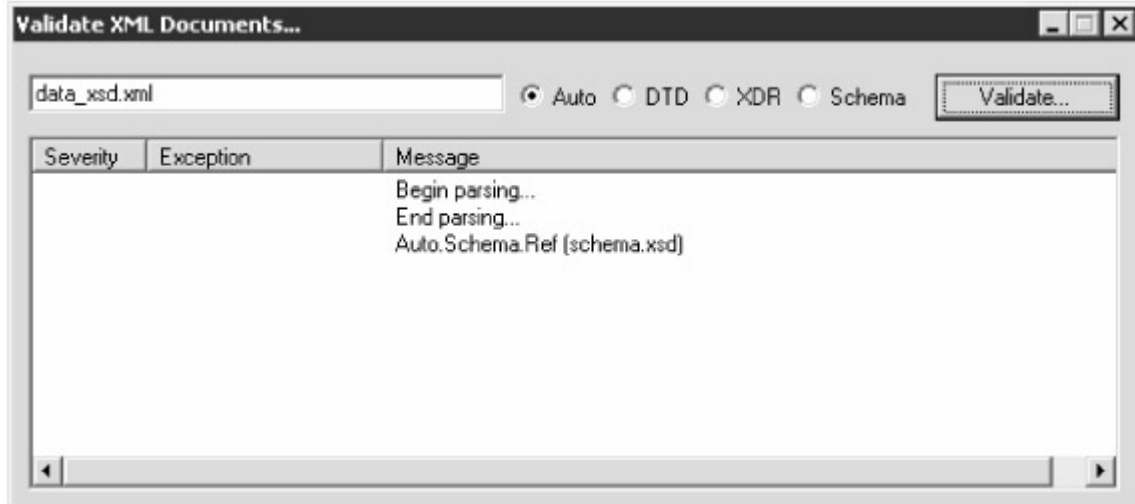 Validate XML Documents...
data_xsd.xml Auto DTD XDR Schema Validate...
Severity Exception Message
Begin parsing...
End parsing...
Auto.Schema.Ref (schema.xsd)